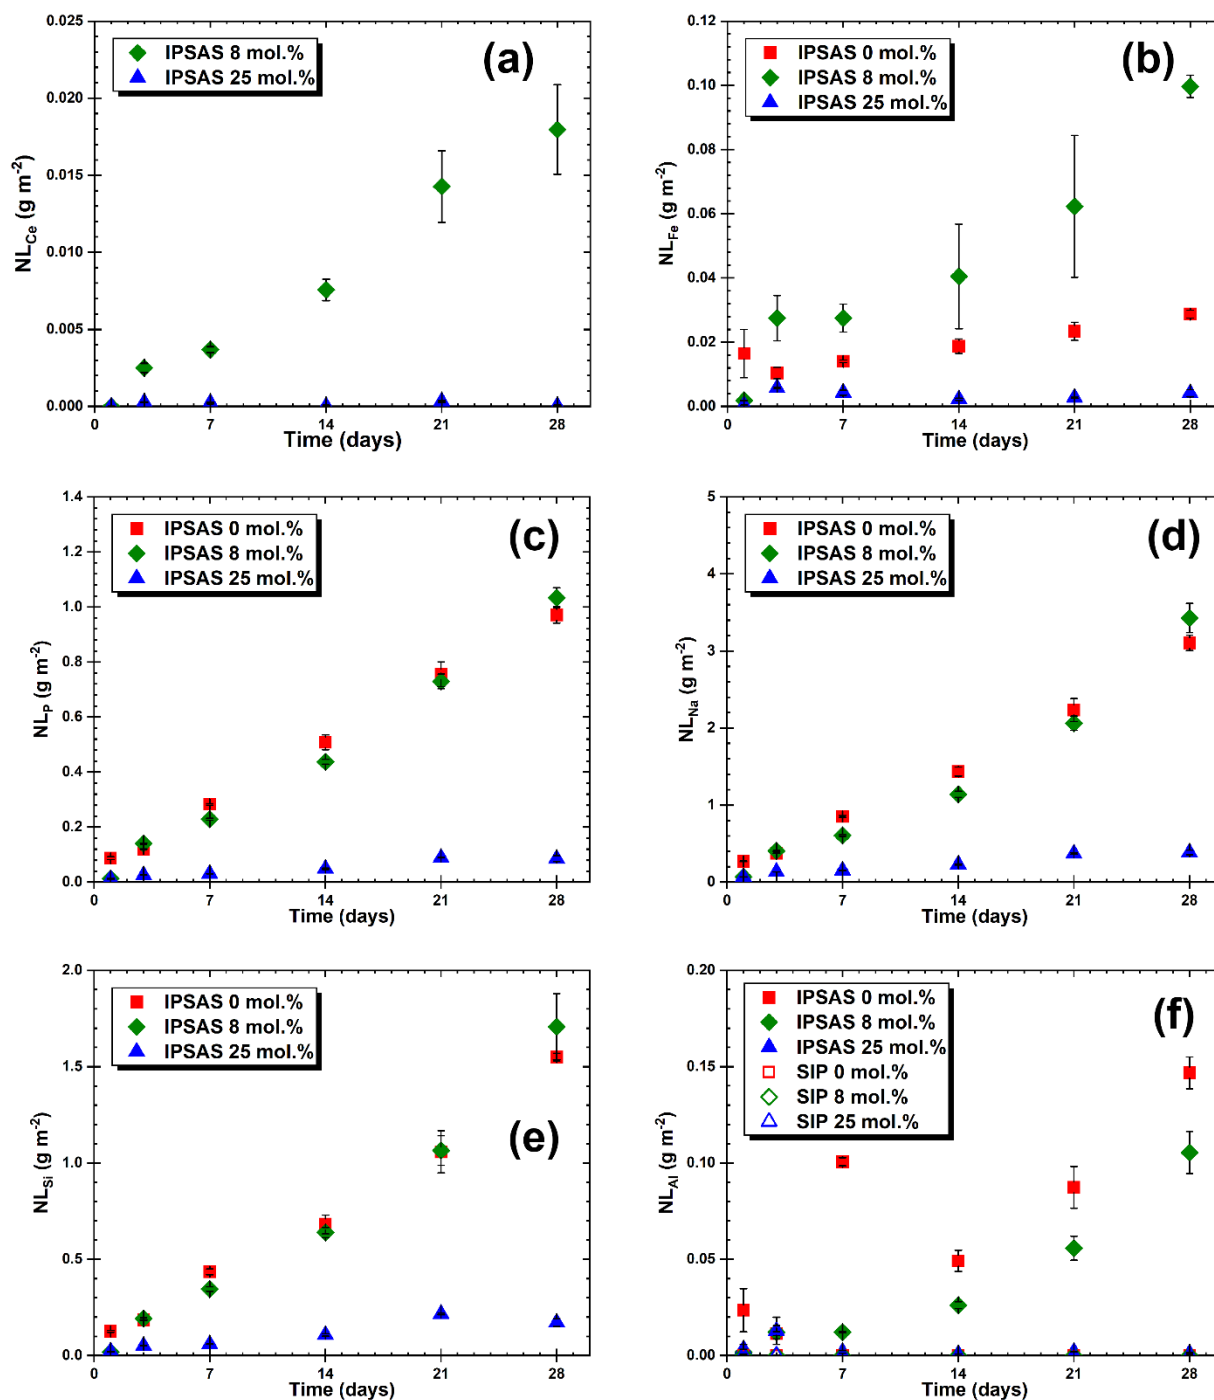 (a)
IPSAS 8 mol.%
IPSAS 25 mol.%
0.025
0.020
0.015
0.010
0.005
0.000
NL_Ce (g m⁻²)
0 7 14 21 28
Time (days)
(b)
IPSAS 0 mol.%
IPSAS 8 mol.%
IPSAS 25 mol.%
0.12
0.10
0.08
0.06
0.04
0.02
0.00
NL_Fe (g m⁻²)
0 7 14 21 28
Time (days)
(c)
IPSAS 0 mol.%
IPSAS 8 mol.%
IPSAS 25 mol.%
1.4
1.2
1.0
0.8
0.6
0.4
0.2
0.0
NL_P (g m⁻²)
0 7 14 21 28
Time (days)
(d)
IPSAS 0 mol.%
IPSAS 8 mol.%
IPSAS 25 mol.%
5
4
3
2
1
0
NL_Na (g m⁻²)
0 7 14 21 28
Time (days)
(e)
IPSAS 0 mol.%
IPSAS 8 mol.%
IPSAS 25 mol.%
2.0
1.5
1.0
0.5
0.0
NL_Si (g m⁻²)
0 7 14 21 28
Time (days)
(f)
IPSAS 0 mol.%
IPSAS 8 mol.%
IPSAS 25 mol.%
SIP 0 mol.%
SIP 8 mol.%
SIP 25 mol.%
0.20
0.15
0.10
0.05
0.00
NL_Al (g m⁻²)
0 7 14 21 28
Time (days)